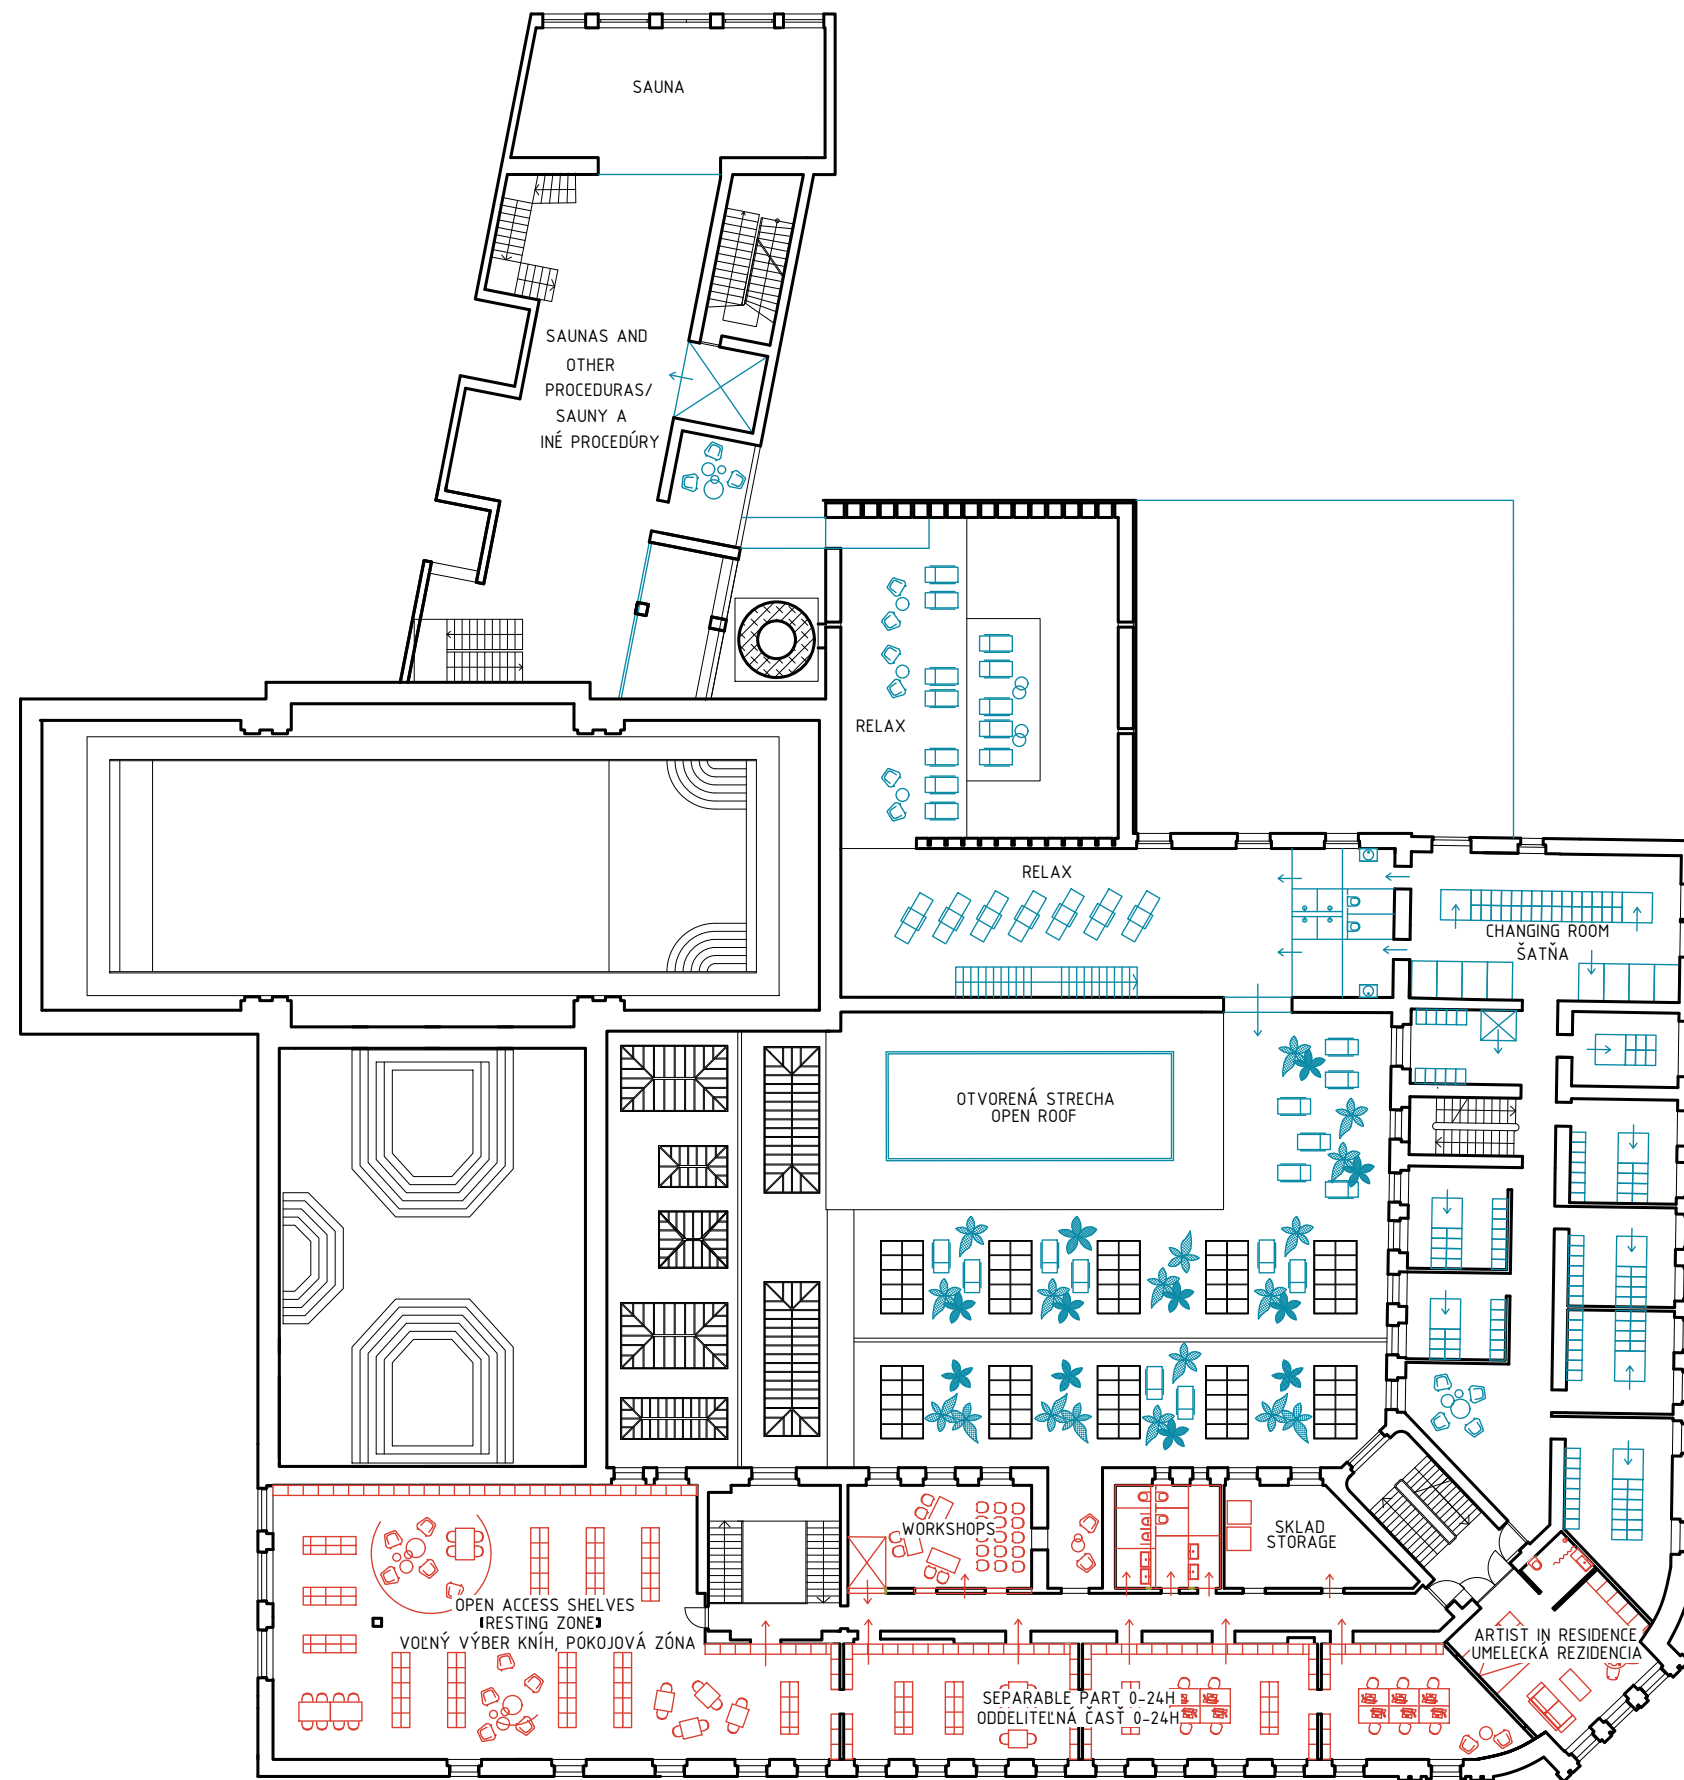 SAUNA
SAUNAS AND
OTHER
PROCEDURAS/
SAUNY A
INÉ PROCEDÚRY
RELAX
RELAX
CHANGING ROOM
ŠATŇA
OTVORENÁ STRECHA
OPEN ROOF
WORKSHOPS
SKLAD
STORAGE
OPEN ACCESS SHELVES
(RESTING ZONE)
VOĽNÝ VÝBER KNÍH, POKOJOVÁ ZÓNA
ARTIST IN RESIDENCE
UMELECKÁ REZIDENCIA
SEPARABLE PART 0-24H
ODDELITEĽNÁ ČASŤ 0-24H